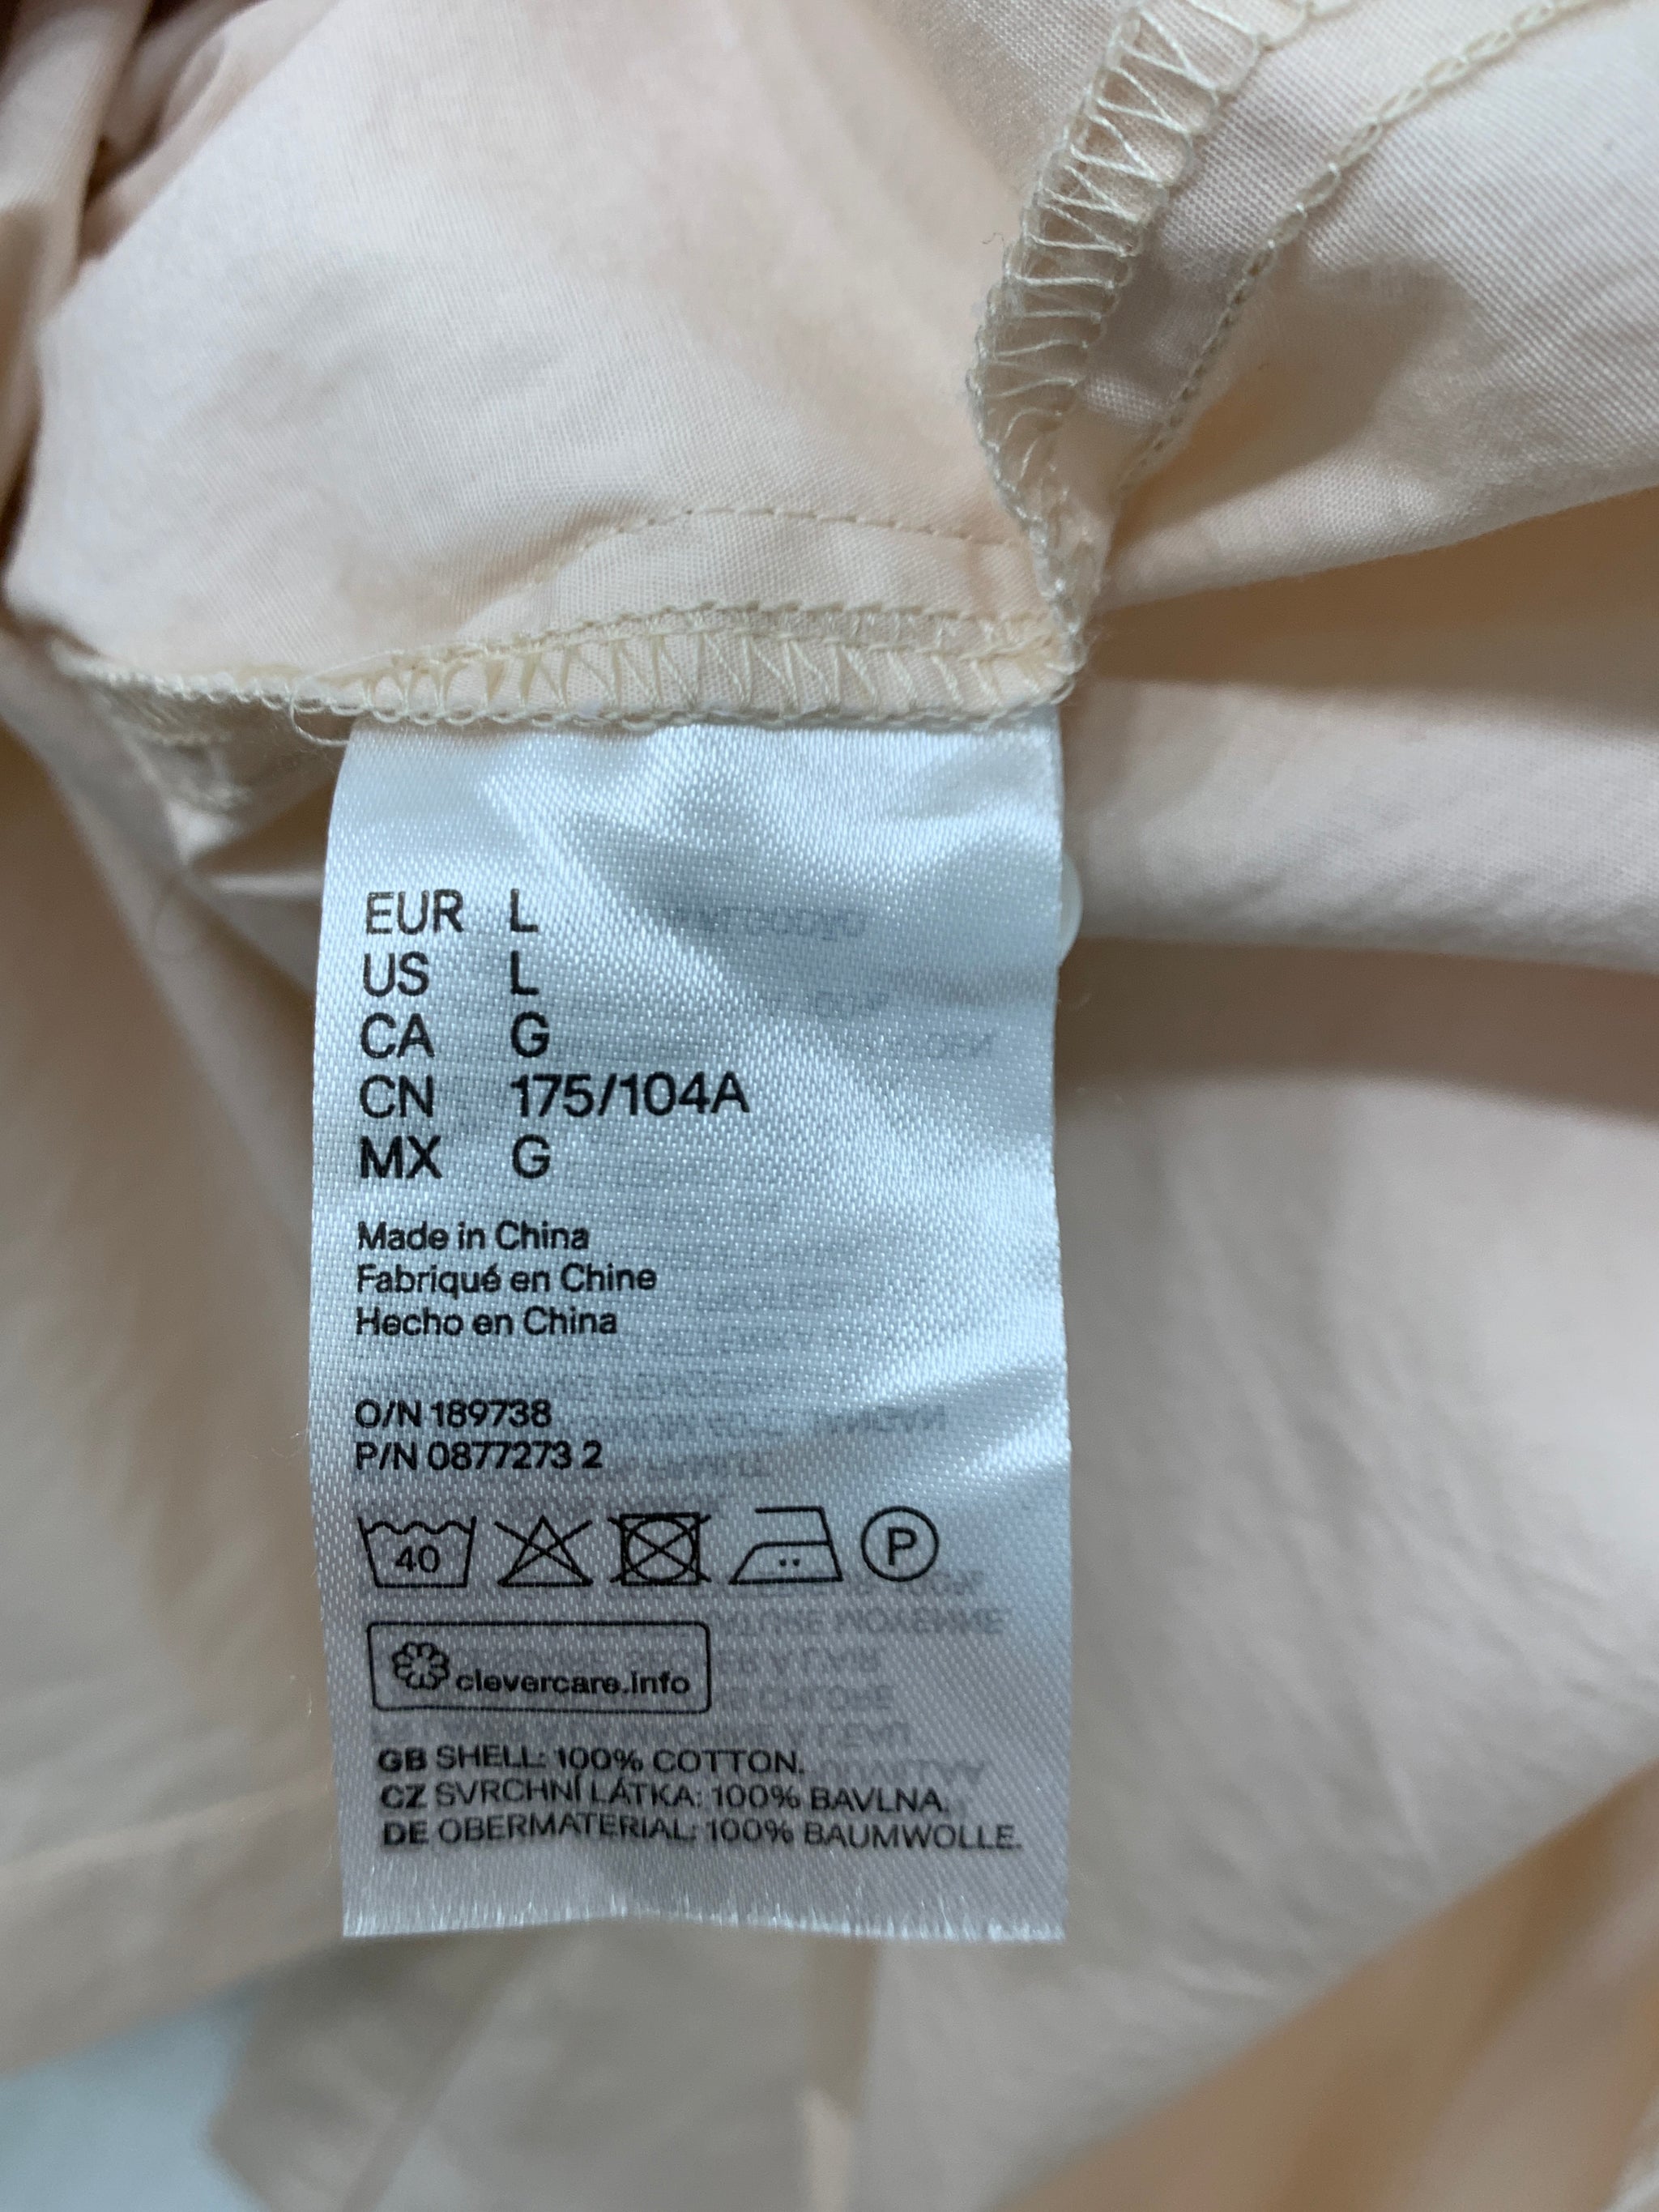 EUR L
US L
CA G
CN 175/104A
MX G
Made in China
Fabriqué en Chine
Hecho en China
O/N 189738
P/N 0877273 2
40
P
clevercare.info
GB SHELL: 100% COTTON.
CZ SVRCHNÍ LÁTKA: 100% BAVLNA.
DE OBERMATERIAL: 100% BAUMWOLLE.